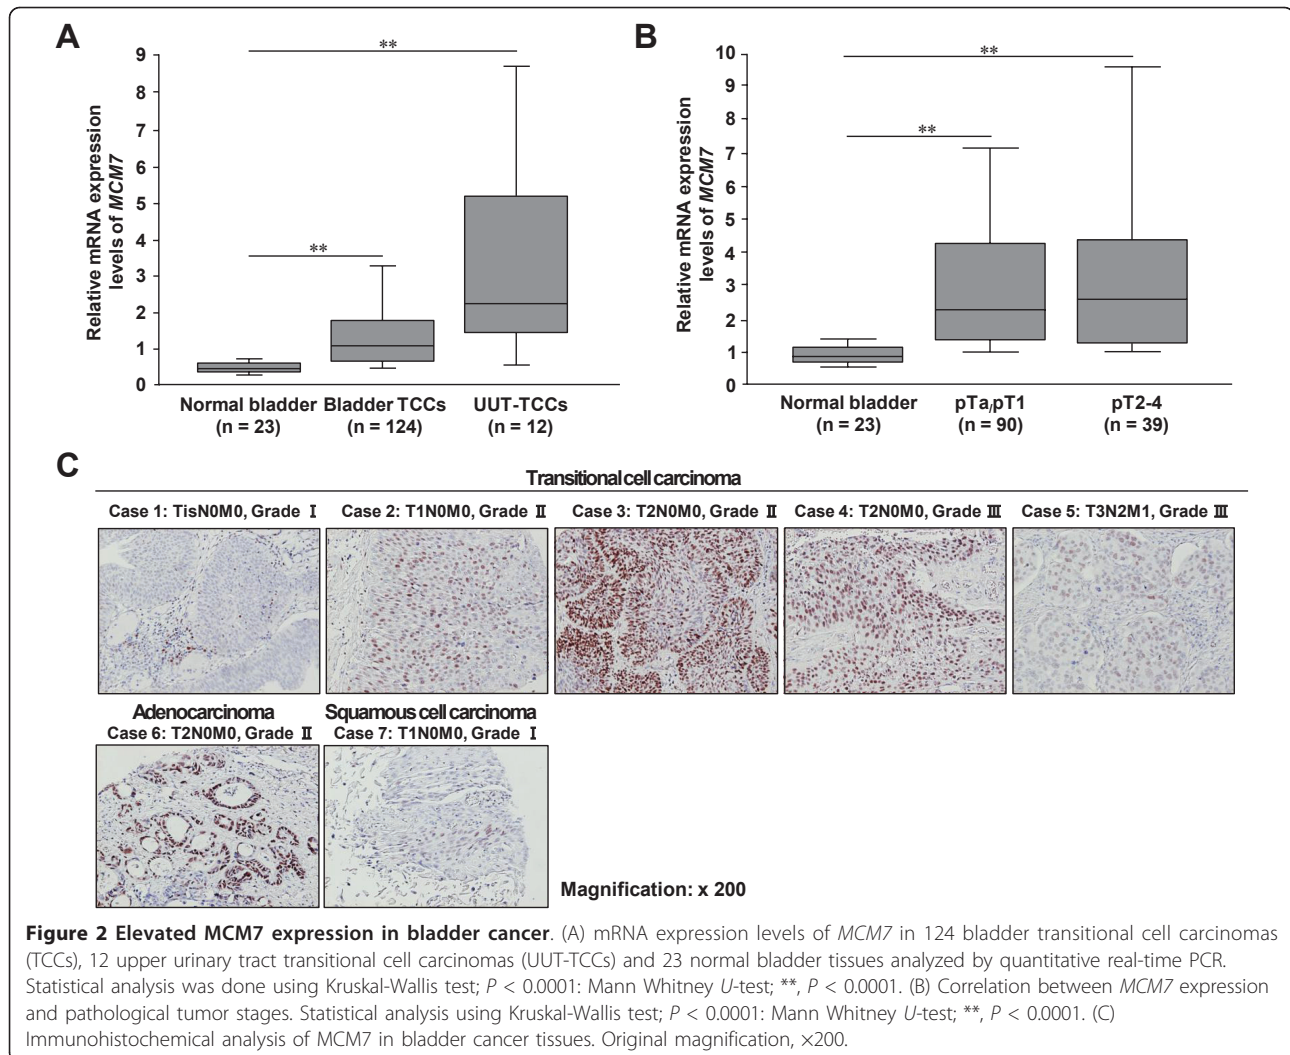 A
Relative mRNA expression
levels of MCM7
9
8
7
6
5
4
3
2
1
0
**
**
Normal bladder Bladder TCCs UUT-TCCs
(n = 23) (n = 124) (n = 12)
B
Relative mRNA expression
levels of MCM7
10
9
8
7
6
5
4
3
2
1
0
**
**
Normal bladder pTa/pT1 pT2-4
(n = 23) (n = 90) (n = 39)
C
Transitional cell carcinoma
Case 1: TisN0M0, Grade I Case 2: T1N0M0, Grade II Case 3: T2N0M0, Grade II Case 4: T2N0M0, Grade III Case 5: T3N2M1, Grade III
Adenocarcinoma Squamous cell carcinoma
Case 6: T2N0M0, Grade II Case 7: T1N0M0, Grade I
Magnification: x 200
Figure 2 Elevated MCM7 expression in bladder cancer. (A) mRNA expression levels of MCM7 in 124 bladder transitional cell carcinomas
(TCCs), 12 upper urinary tract transitional cell carcinomas (UUT-TCCs) and 23 normal bladder tissues analyzed by quantitative real-time PCR.
Statistical analysis was done using Kruskal-Wallis test; P < 0.0001: Mann Whitney U-test; **, P < 0.0001. (B) Correlation between MCM7 expression
and pathological tumor stages. Statistical analysis using Kruskal-Wallis test; P < 0.0001: Mann Whitney U-test; **, P < 0.0001. (C)
Immunohistochemical analysis of MCM7 in bladder cancer tissues. Original magnification, ×200.